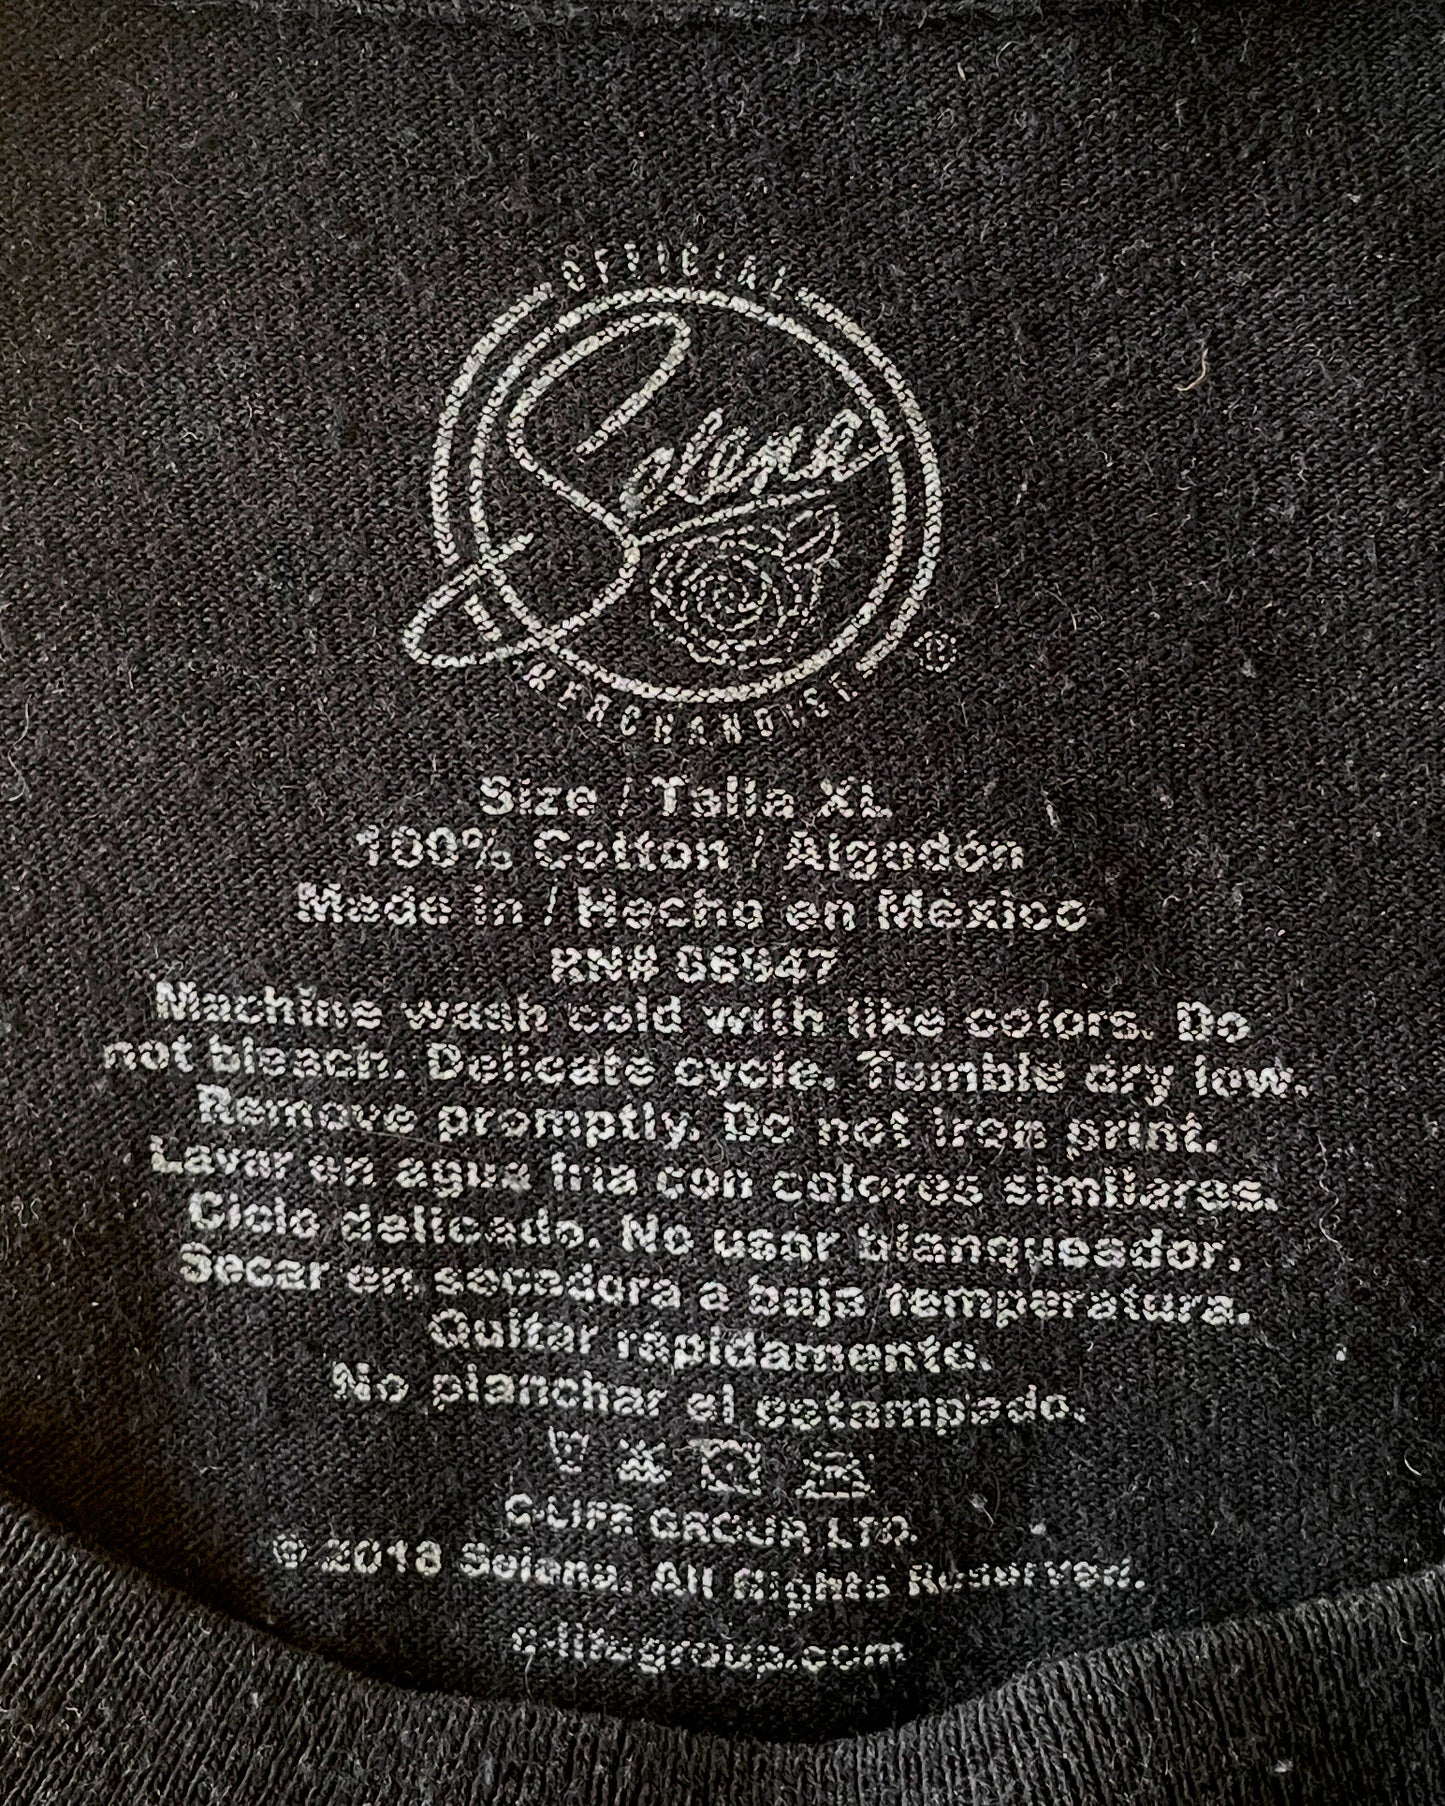 OFFICIAL
Selena
MERCHANDISE ®
Size / Talla XL
100% Cotton / Algodón
Made in / Hecho en México
RN#
Machine wash cold with like colors. Do
not bleach. Delicate cycle. Tumble dry low.
Remove promptly. Do not iron print.
Lavar en agua fria con colores similares.
Ciclo delicado. No usar blanqueador.
Secar en secadora a baja temperatura.
Quitar rápidamente.
No planchar el estampado.
C-LIFE GROUP, LTD.
© 2018 Selena. All Rights Reserved.
c-lifegroup.com